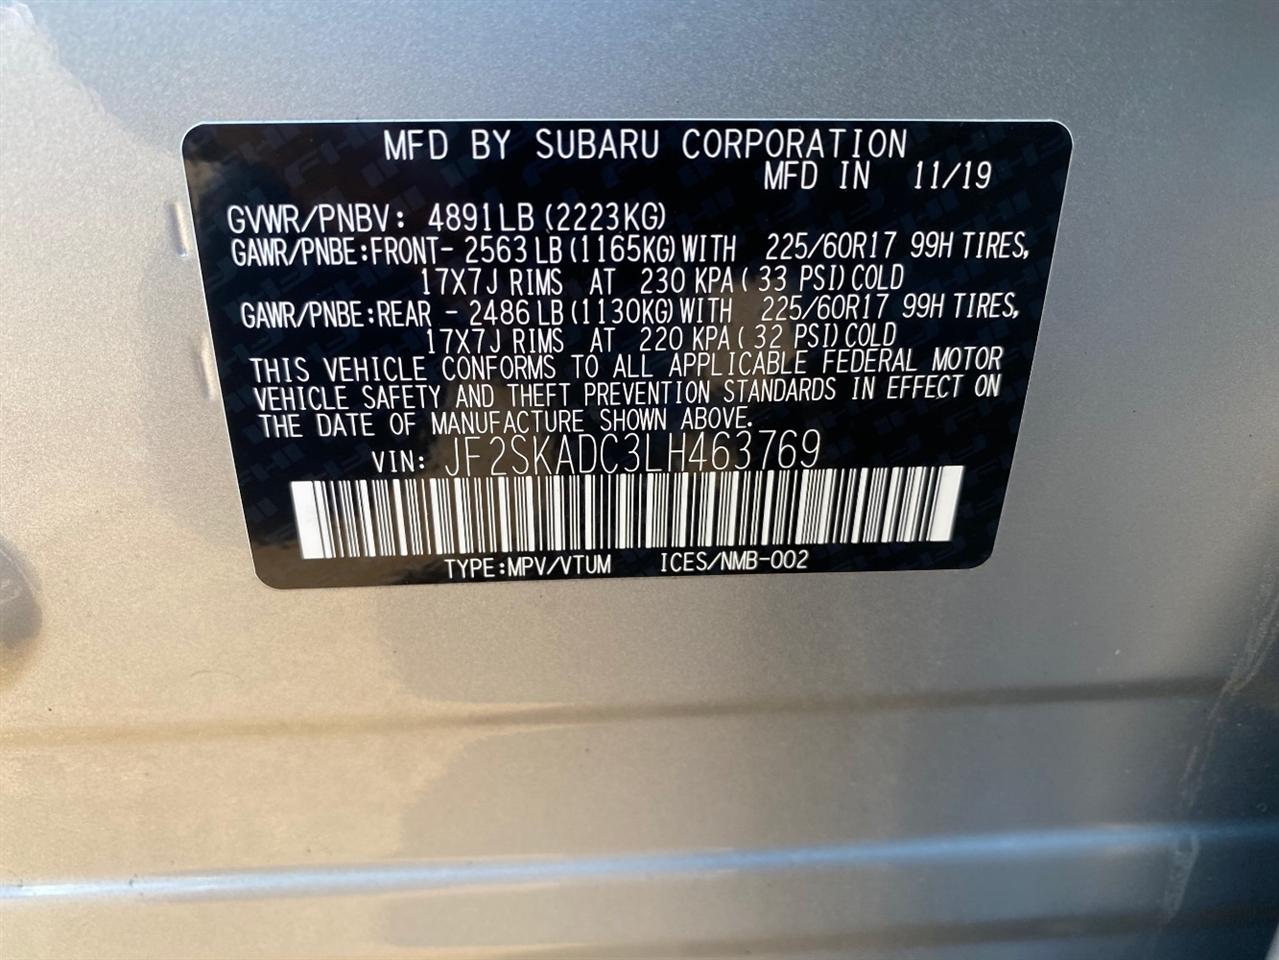 MFD BY SUBARU CORPORATION
MFD IN 11/19
GVWR/PNBV: 4891LB (2223KG)
GAWR/PNBE:FRONT- 2563LB (1165KG)WITH 225/60R17 99H TIRES,
17X7J RIMS AT 230 KPA( 33 PSI)COLD
GAWR/PNBE:REAR - 2486LB (1130KG)WITH 225/60R17 99H TIRES,
17X7J RIMS AT 220 KPA( 32 PSI)COLD
THIS VEHICLE CONFORMS TO ALL APPLICABLE FEDERAL MOTOR
VEHICLE SAFETY AND THEFT PREVENTION STANDARDS IN EFFECT ON
THE DATE OF MANUFACTURE SHOWN ABOVE.
VIN: JF2SKADC3LH463769
TYPE:MPV/VTUM ICES/NMB-002